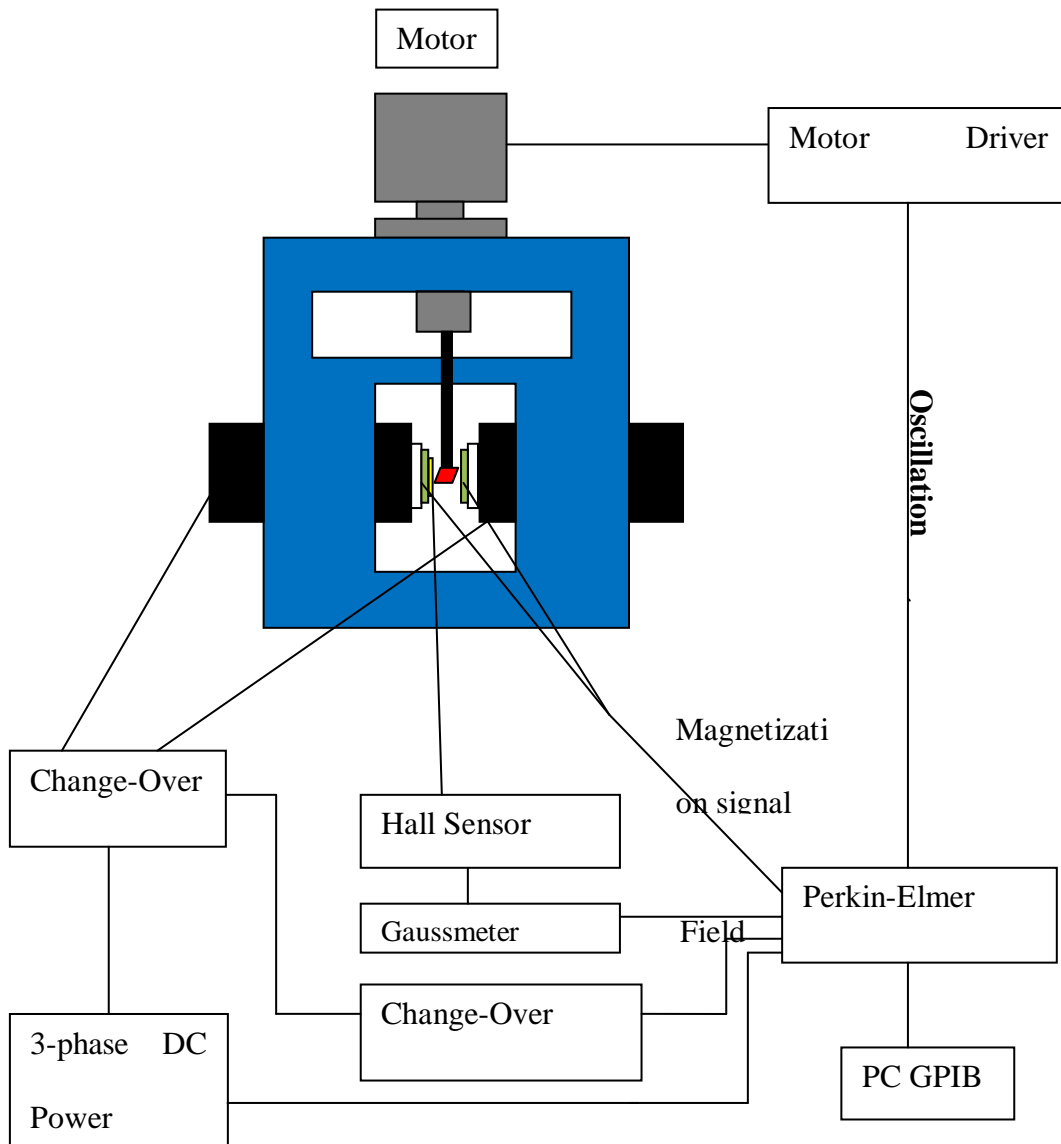 Motor
Motor Driver
Oscillation
Magnetizati
on signal
Change-Over
Hall Sensor
Perkin-Elmer
Gaussmeter
Field
Change-Over
3-phase DC
Power
PC GPIB